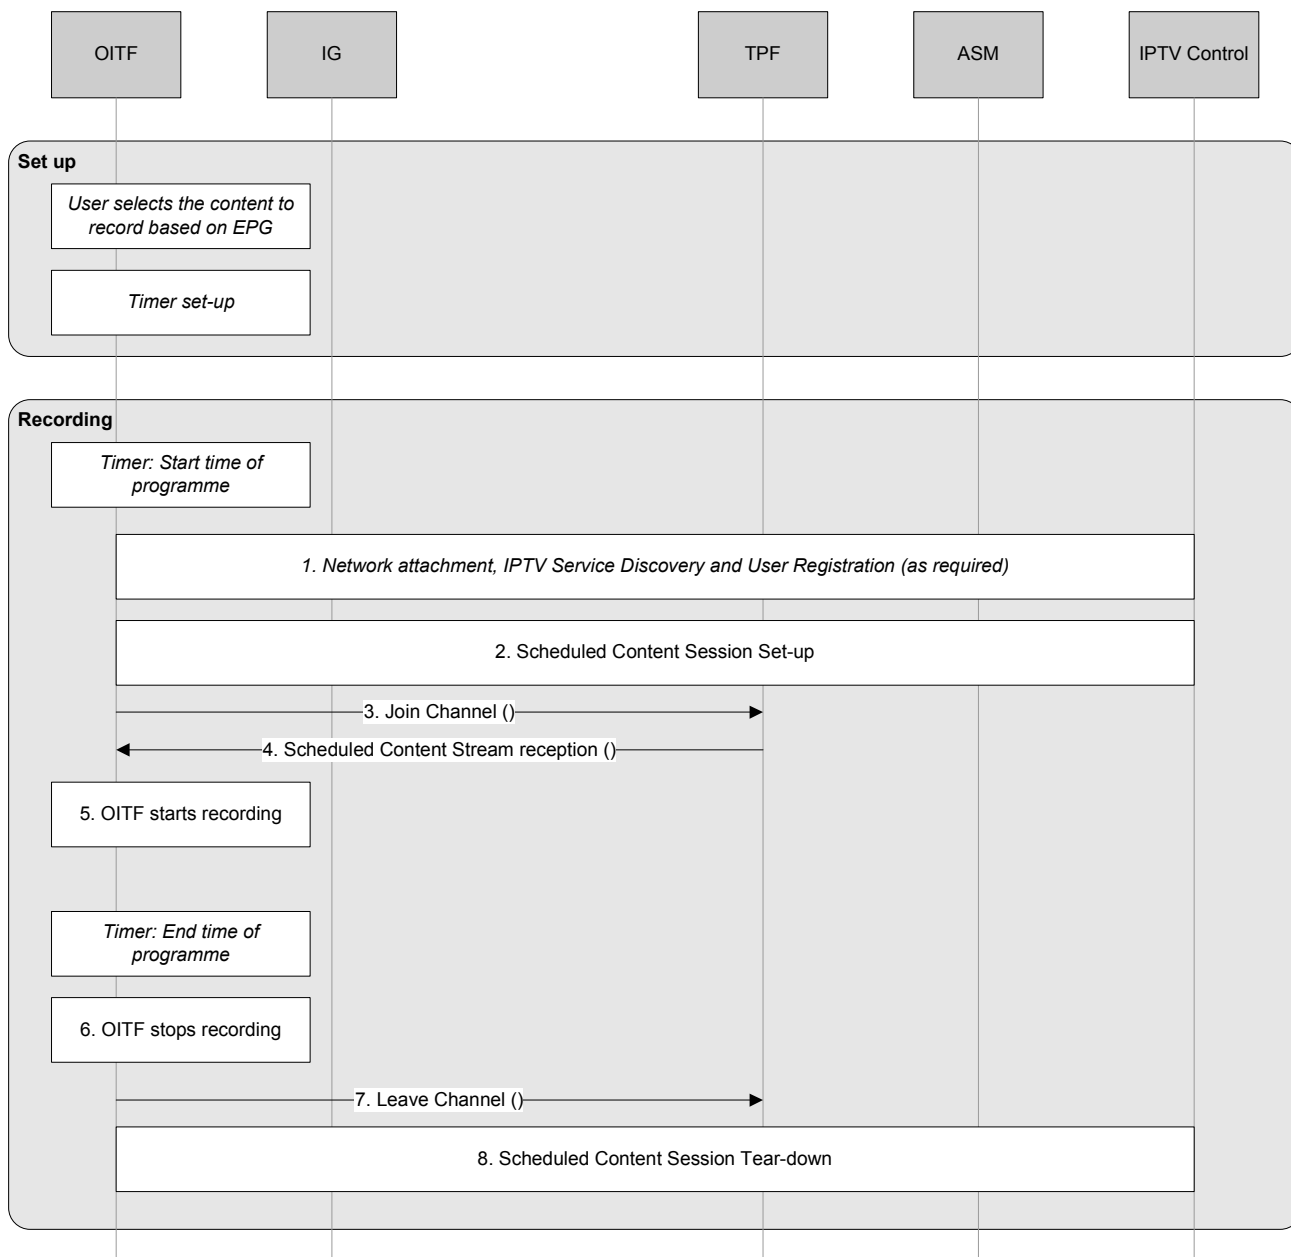 OITF
IG
TPF
ASM
IPTV Control
Set up
User selects the content to
record based on EPG
Timer set-up
Recording
Timer: Start time of
programme
1. Network attachment, IPTV Service Discovery and User Registration (as required)
2. Scheduled Content Session Set-up
3. Join Channel ()
4. Scheduled Content Stream reception ()
5. OITF starts recording
Timer: End time of
programme
6. OITF stops recording
7. Leave Channel ()
8. Scheduled Content Session Tear-down